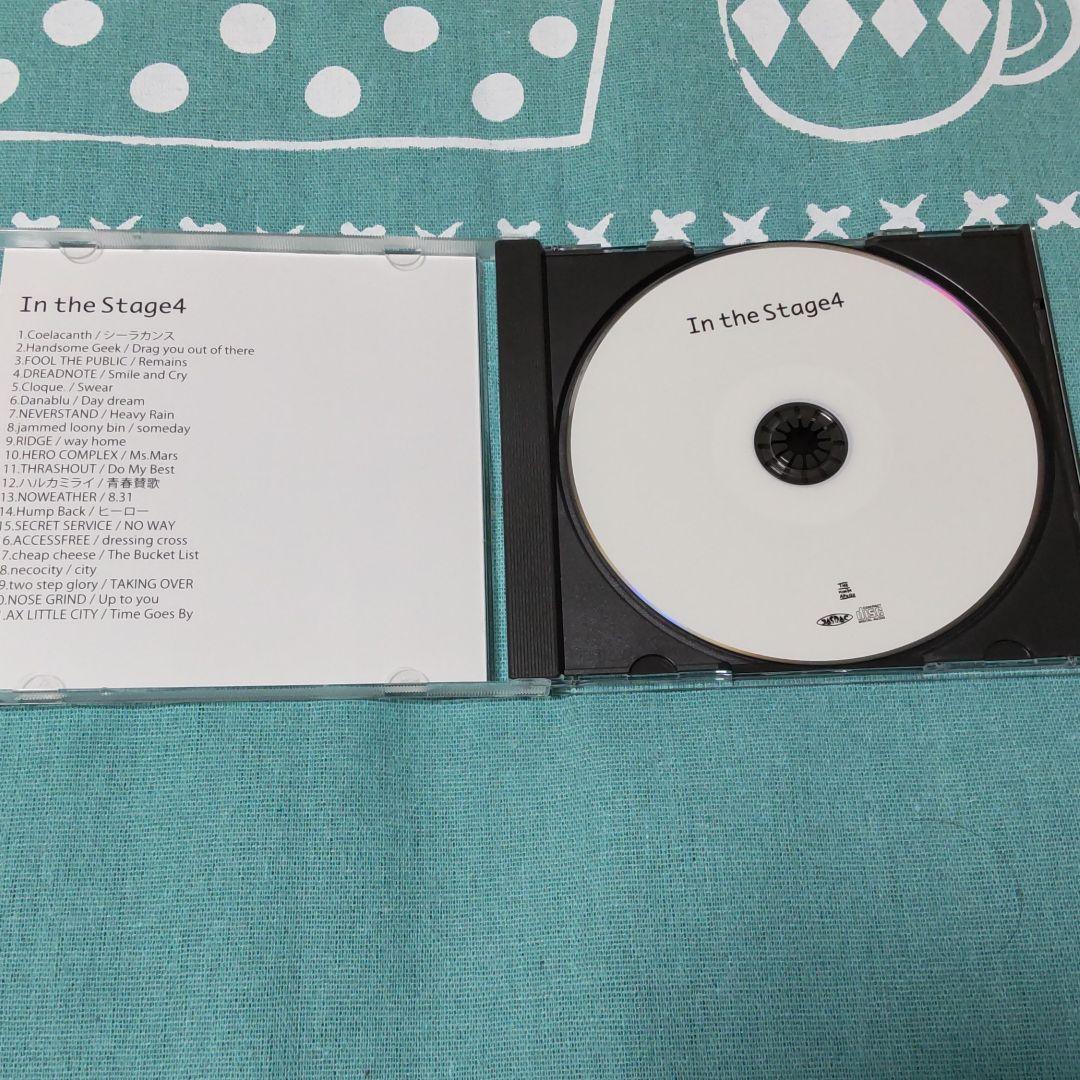 In the Stage4
1.Coelacanth / シーラカンス
2.Handsome Geek / Drag you out of there
3.FOOL THE PUBLIC / Remains
4.DREADNOTE / Smile and Cry
5.Cloque. / Swear
6.Danablu / Day dream
7.NEVERSTAND / Heavy Rain
8.jammed loony bin / someday
9.RIDGE / way home
10.HERO COMPLEX / Ms.Mars
11.THRASHOUT / Do My Best
12.ハルカミライ / 青春賛歌
13.NOWEATHER / 8.31
14.Hump Back / ヒーロー
15.SECRET SERVICE / NO WAY
6.ACCESSFREE / dressing cross
7.cheap cheese / The Bucket List
8.necocity / city
9.two step glory / TAKING OVER
0.NOSE GRIND / Up to you
.AX LITTLE CITY / Time Goes By
In the Stage4
THE
JASRAC
COMPACT
disc